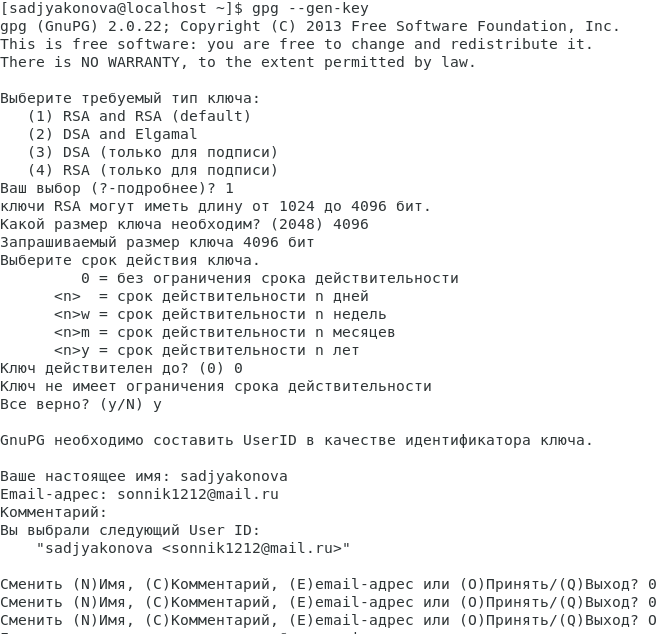 [sadjyakonova@localhost ~]$ gpg --gen-key
gpg (GnuPG) 2.0.22; Copyright (C) 2013 Free Software Foundation, Inc.
This is free software: you are free to change and redistribute it.
There is NO WARRANTY, to the extent permitted by law.

Выберите требуемый тип ключа:
   (1) RSA and RSA (default)
   (2) DSA and Elgamal
   (3) DSA (только для подписи)
   (4) RSA (только для подписи)
Ваш выбор (?-подробнее)? 1
ключи RSA могут иметь длину от 1024 до 4096 бит.
Какой размер ключа необходим? (2048) 4096
Запрашиваемый размер ключа 4096 бит
Выберите срок действия ключа.
         0 = без ограничения срока действительности
      <n>  = срок действительности n дней
      <n>w = срок действительности n недель
      <n>m = срок действительности n месяцев
      <n>y = срок действительности n лет
Ключ действителен до? (0) 0
Ключ не имеет ограничения срока действительности
Все верно? (y/N) y

GnuPG необходимо составить UserID в качестве идентификатора ключа.

Ваше настоящее имя: sadjyakonova
Email-адрес: sonnik1212@mail.ru
Комментарий:
Вы выбрали следующий User ID:
    "sadjyakonova <sonnik1212@mail.ru>"

Сменить (N)Имя, (C)Комментарий, (E)email-адрес или (O)Принять/(Q)Выход? 0
Сменить (N)Имя, (C)Комментарий, (E)email-адрес или (O)Принять/(Q)Выход? 0
Сменить (N)Имя, (C)Комментарий, (E)email-адрес или (O)Принять/(Q)Выход? O